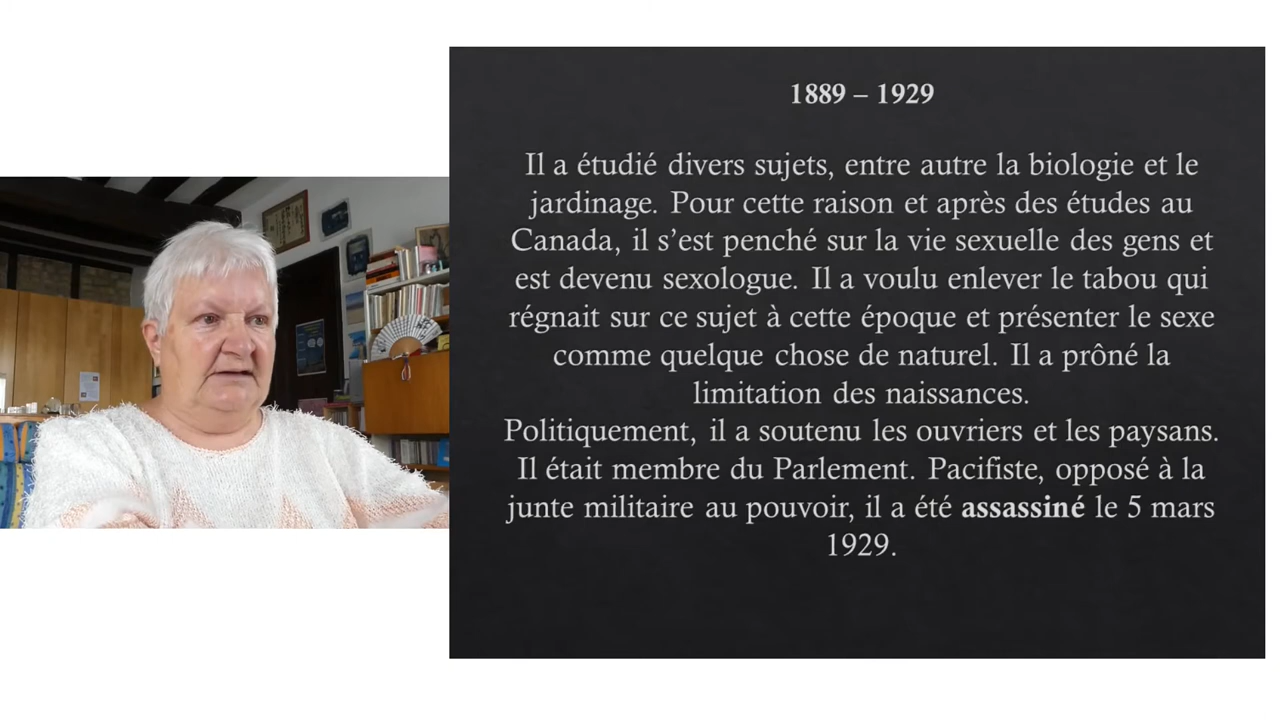 1889 – 1929
Il a étudié divers sujets, entre autre la biologie et le
jardinage. Pour cette raison et après des études au
Canada, il s’est penché sur la vie sexuelle des gens et
est devenu sexologue. Il a voulu enlever le tabou qui
régnait sur ce sujet à cette époque et présenter le sexe
comme quelque chose de naturel. Il a prôné la
limitation des naissances.
Politiquement, il a soutenu les ouvriers et les paysans.
Il était membre du Parlement. Pacifiste, opposé à la
junte militaire au pouvoir, il a été assassiné le 5 mars
1929.